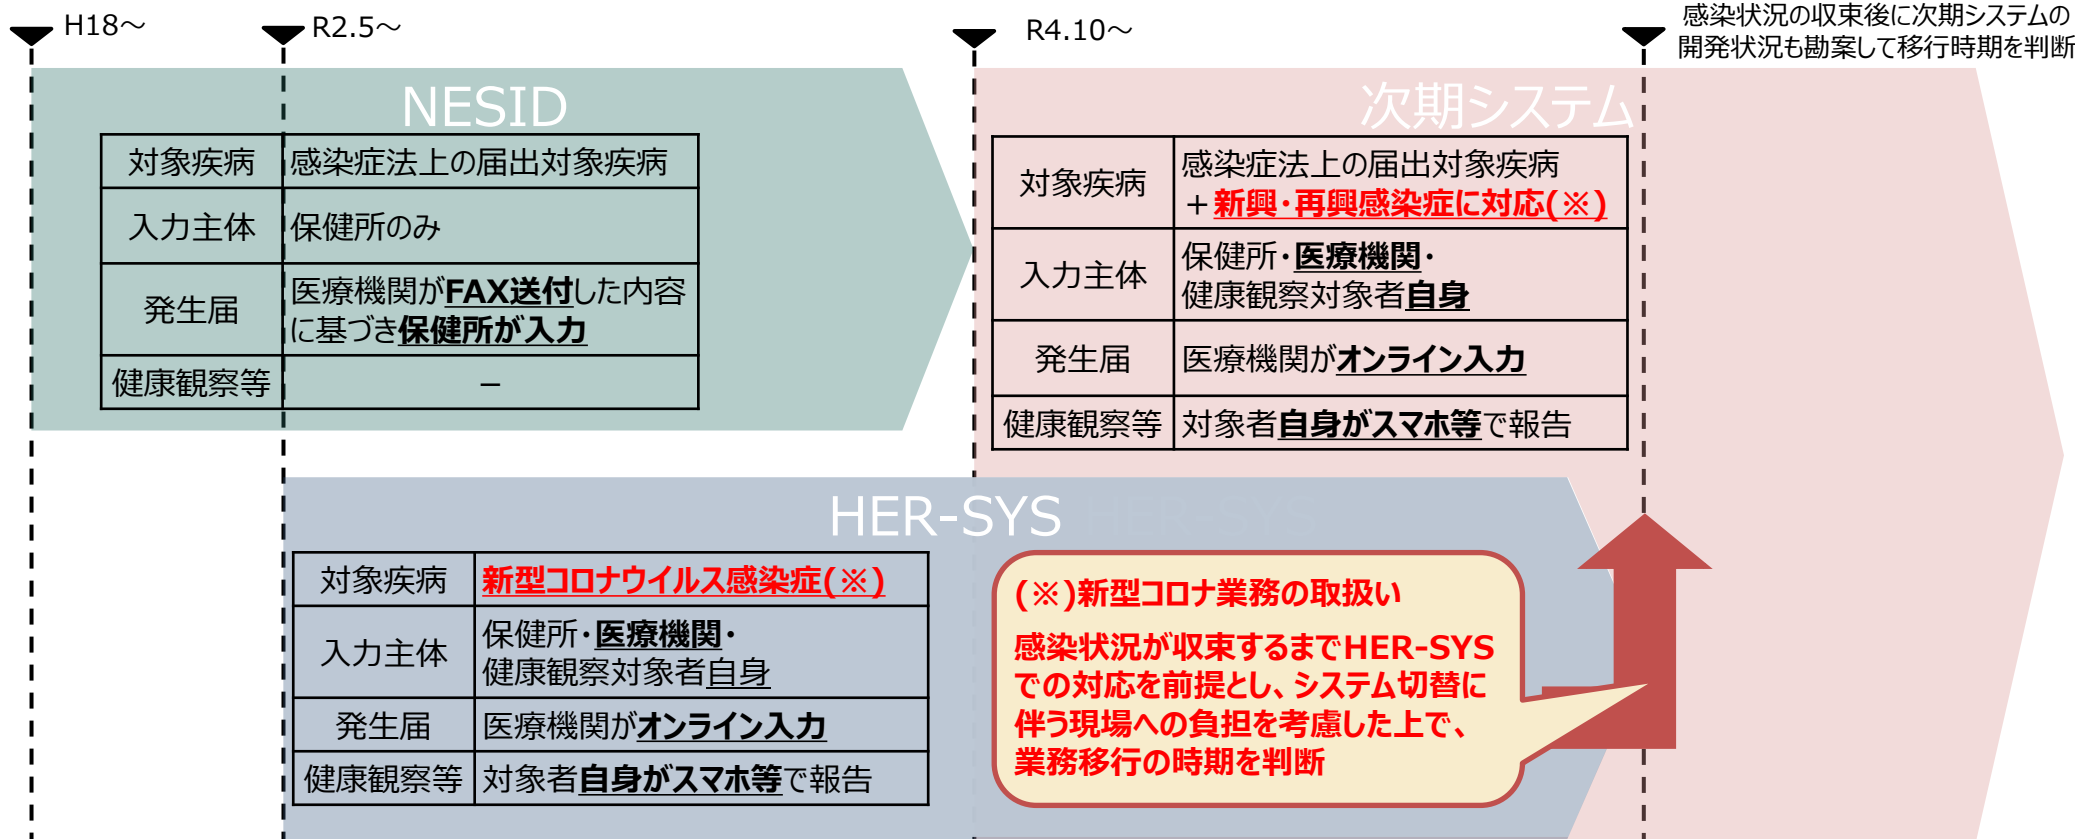 H18～
R2.5～
R4.10～
感染状況の収束後に次期システムの
開発状況も勘案して移行時期を判断
NESID
対象疾病 感染症法上の届出対象疾病
入力主体 保健所のみ
発生届 医療機関がFAX送付した内容
に基づき保健所が入力
健康観察等 －
次期システム
対象疾病 感染症法上の届出対象疾病
＋新興・再興感染症に対応(※)
入力主体 保健所・医療機関・
健康観察対象者自身
発生届 医療機関がオンライン入力
健康観察等 対象者自身がスマホ等で報告
HER-SYS HER-SYS
対象疾病 新型コロナウイルス感染症(※)
入力主体 保健所・医療機関・
健康観察対象者自身
発生届 医療機関がオンライン入力
健康観察等 対象者自身がスマホ等で報告
(※)新型コロナ業務の取扱い
感染状況が収束するまでHER-SYS
での対応を前提とし、システム切替に
伴う現場への負担を考慮した上で、
業務移行の時期を判断